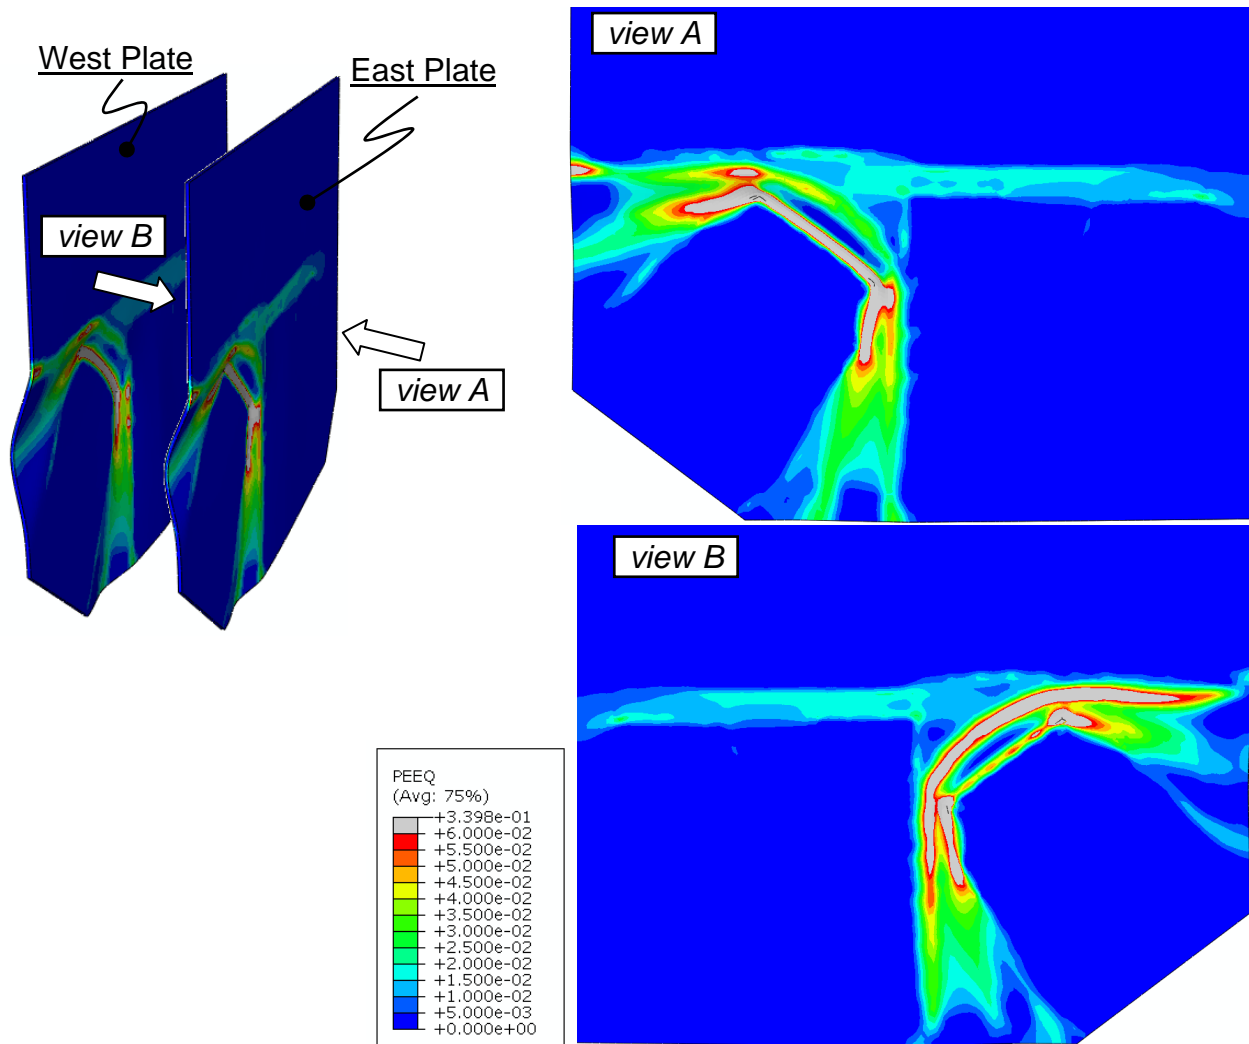 view A
West Plate
East Plate
view B
view A
view B
PEEQ
(Avg: 75%)
+3.398e-01
+6.000e-02
+5.500e-02
+5.000e-02
+4.500e-02
+4.000e-02
+3.500e-02
+3.000e-02
+2.500e-02
+2.000e-02
+1.500e-02
+1.000e-02
+5.000e-03
+0.000e+00